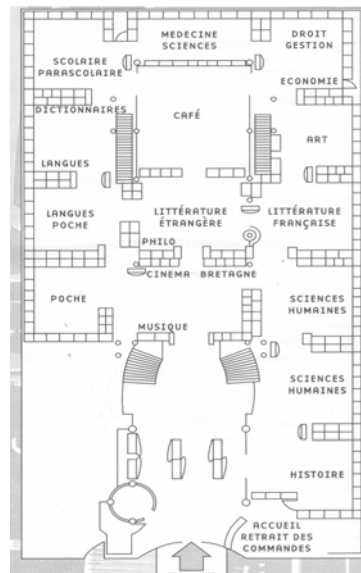 MEDECINE
SCIENCES
DROIT
GESTION
SCOLAIRE
PARASCOLAIRE
ECONOMIE
DICTIONNAIRES
CAFÉ
ART
LANGUES
LANGUES
POCHE
LITTÉRATURE
ÉTRANGÈRE
LITTÉRATURE
FRANÇAISE
PHILO
CINEMA
BRETAGNE
POCHE
SCIENCES
HUMAINES
MUSIQUE
SCIENCES
HUMAINES
HISTOIRE
ACCUEIL
RETRAIT DES
COMMANDES